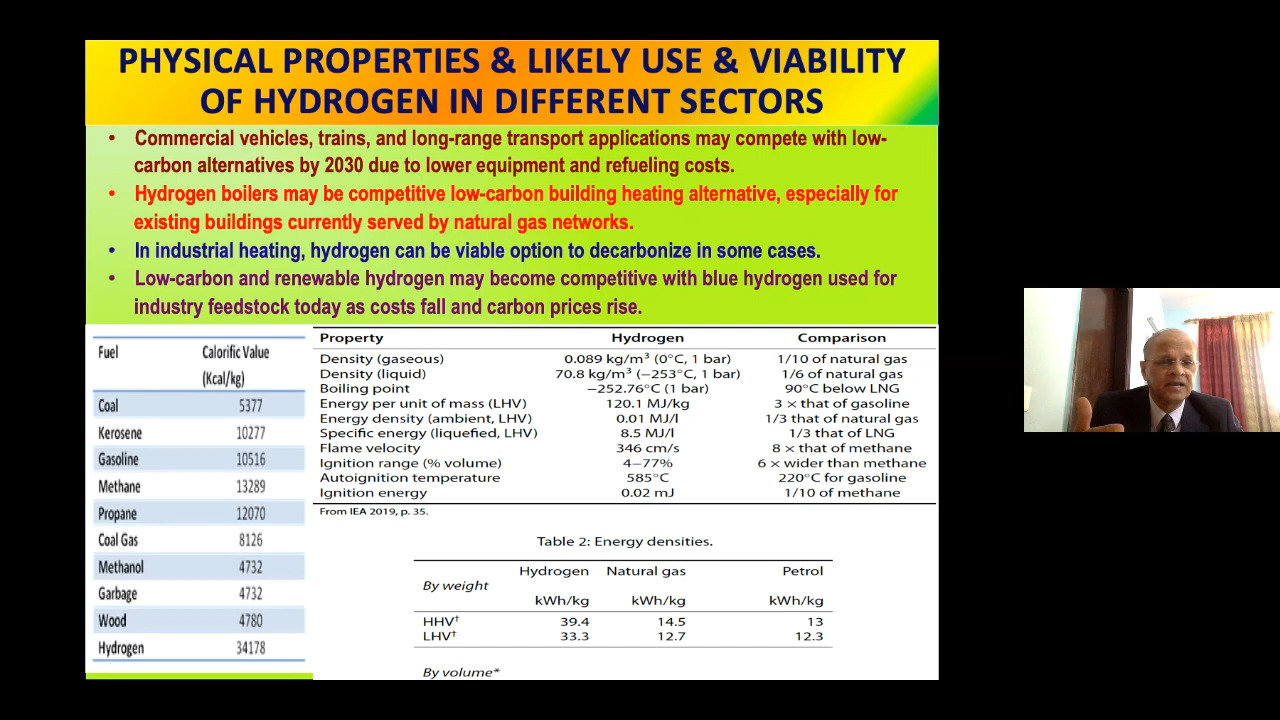 PHYSICAL PROPERTIES & LIKELY USE & VIABILITY
OF HYDROGEN IN DIFFERENT SECTORS
• Commercial vehicles, trains, and long-range transport applications may compete with low-
carbon alternatives by 2030 due to lower equipment and refueling costs.
• Hydrogen boilers may be competitive low-carbon building heating alternative, especially for
existing buildings currently served by natural gas networks.
• In industrial heating, hydrogen can be viable option to decarbonize in some cases.
• Low-carbon and renewable hydrogen may become competitive with blue hydrogen used for
industry feedstock today as costs fall and carbon prices rise.
Fuel Calorific Value
(Kcal/kg)
Coal 5377
Kerosene 10277
Gasoline 10516
Methane 13289
Propane 12070
Coal Gas 8126
Methanol 4732
Garbage 4732
Wood 4780
Hydrogen 34178
Property Hydrogen Comparison
Density (gaseous) 0.089 kg/m³ (0°C, 1 bar) 1/10 of natural gas
Density (liquid) 70.8 kg/m³ (−253°C, 1 bar) 1/6 of natural gas
Boiling point −252.76°C (1 bar) 90°C below LNG
Energy per unit of mass (LHV) 120.1 MJ/kg 3 × that of gasoline
Energy density (ambient, LHV) 0.01 MJ/l 1/3 that of natural gas
Specific energy (liquefied, LHV) 8.5 MJ/l 1/3 that of LNG
Flame velocity 346 cm/s 8 × that of methane
Ignition range (% volume) 4–77% 6 × wider than methane
Autoignition temperature 585°C 220°C for gasoline
Ignition energy 0.02 mJ 1/10 of methane
From IEA 2019, p. 35.
Table 2: Energy densities.
By weight Hydrogen Natural gas Petrol
kWh/kg kWh/kg kWh/kg
HHV† 39.4 14.5 13
LHV† 33.3 12.7 12.3
By volume*